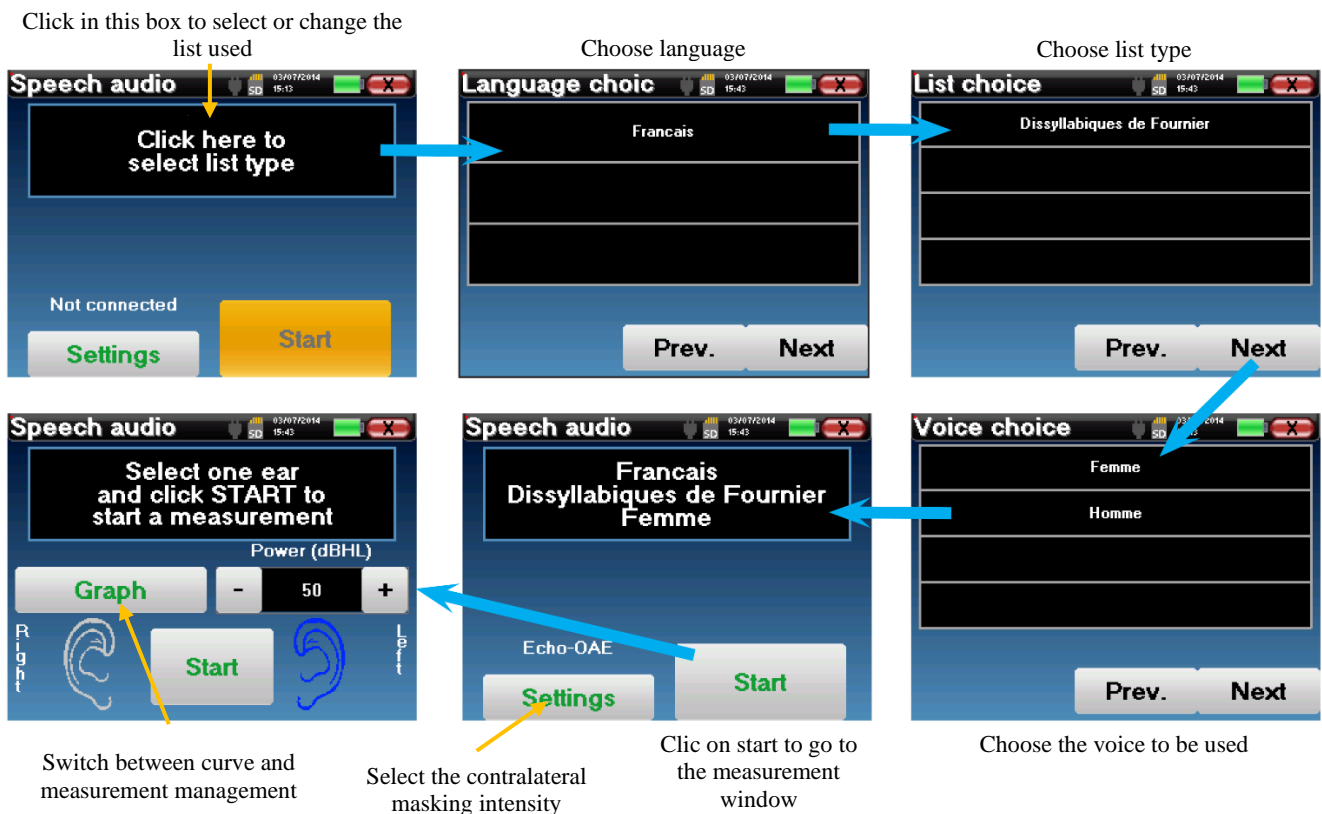 Click in this box to select or change the
list used
Choose language
Choose list type
Speech audio
SD
03/07/2014
15:13
X
Click here to
select list type
Not connected
Settings
Start
Language choic
SD
03/07/2014
15:43
X
Francais
Prev.
Next
List choice
SD
03/07/2014
15:43
X
Dissyllabiques de Fournier
Prev.
Next
Speech audio
SD
03/07/2014
15:43
X
Select one ear
and click START to
start a measurement
Power (dBHL)
Graph
-
50
+
Right
Start
Left
Speech audio
SD
03/07/2014
15:43
X
Francais
Dissyllabiques de Fournier
Femme
Echo-OAE
Settings
Start
Voice choice
SD
2014
15:43
X
Femme
Homme
Prev.
Next
Switch between curve and
measurement management
Select the contralateral
masking intensity
Clic on start to go to
the measurement
window
Choose the voice to be used